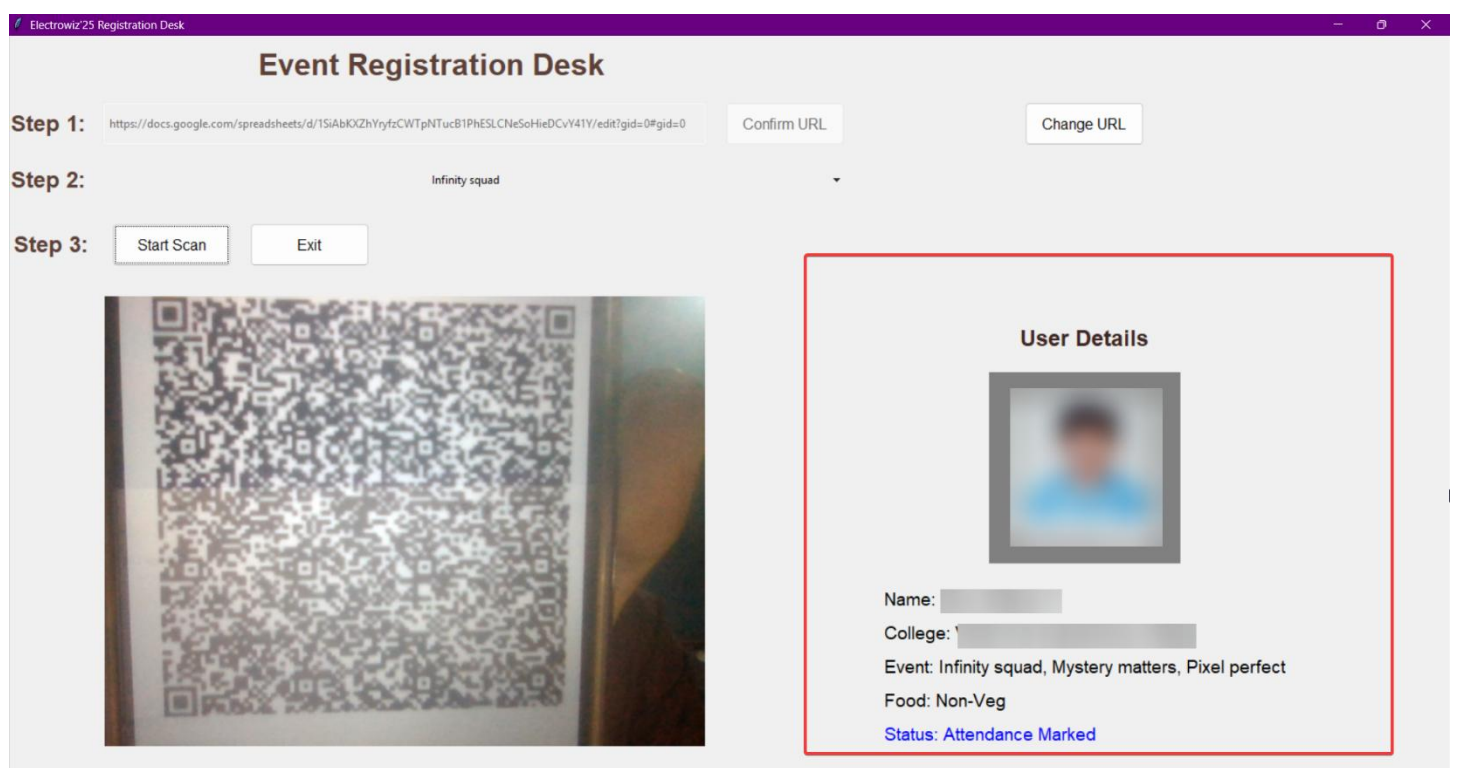 Electrowiz'25 Registration Desk
Event Registration Desk
Step 1: https://docs.google.com/spreadsheets/d/1SiAbKXZhYryfzCWTpNTucB1PhESLCNeSoHieDCvY41Y/edit?gid=0#gid=0 Confirm URL Change URL
Step 2: Infinity squad
Step 3: Start Scan Exit
User Details
Name:
College:
Event: Infinity squad, Mystery matters, Pixel perfect
Food: Non-Veg
Status: Attendance Marked